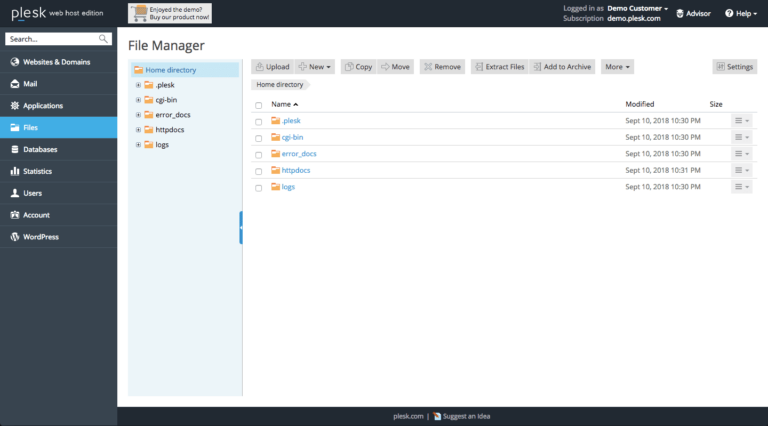 plesk web host edition
Enjoyed the demo?
Buy our product now!
Logged in as Demo Customer
Subscription demo.plesk.com
Advisor
Help
Search...
Websites & Domains
Mail
Applications
Files
Databases
Statistics
Users
Account
WordPress
File Manager
Home directory
.plesk
cgi-bin
error_docs
httpdocs
logs
Upload New Copy Move Remove Extract Files Add to Archive More Settings
Home directory
Name Modified Size
.plesk Sept 10, 2018 10:30 PM
cgi-bin Sept 10, 2018 10:30 PM
error_docs Sept 10, 2018 10:30 PM
httpdocs Sept 10, 2018 10:31 PM
logs Sept 10, 2018 10:30 PM
plesk.com | Suggest an Idea